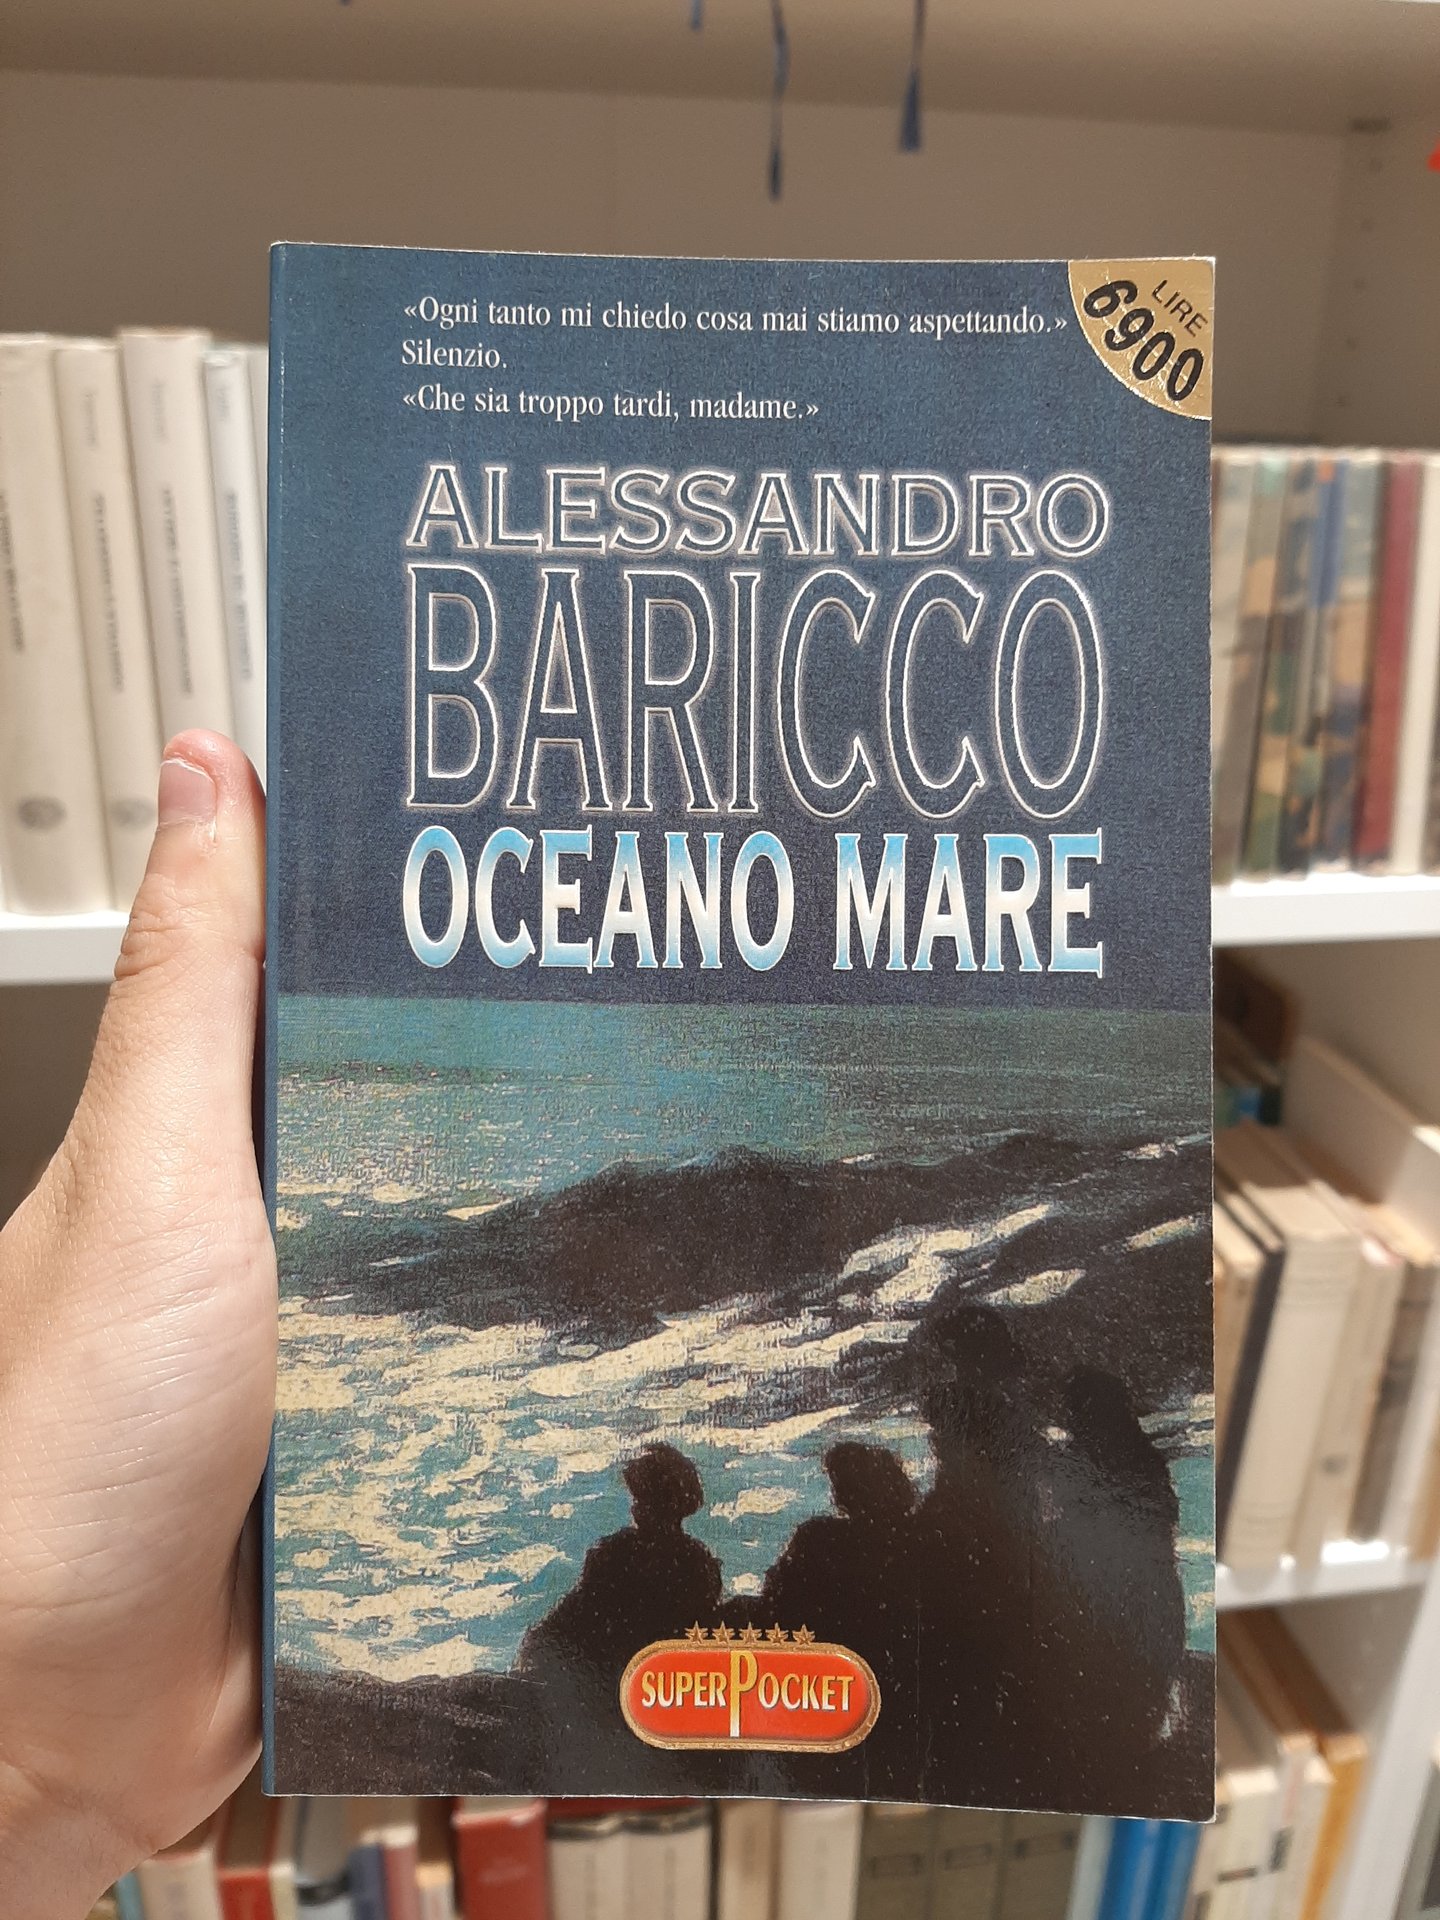 «Ogni tanto mi chiedo cosa mai stiamo aspettando.»
Silenzio.
«Che sia troppo tardi, madame.»
LIRE
6900
ALESSANDRO
BARICCO
OCEANO MARE
SUPERPOCKET